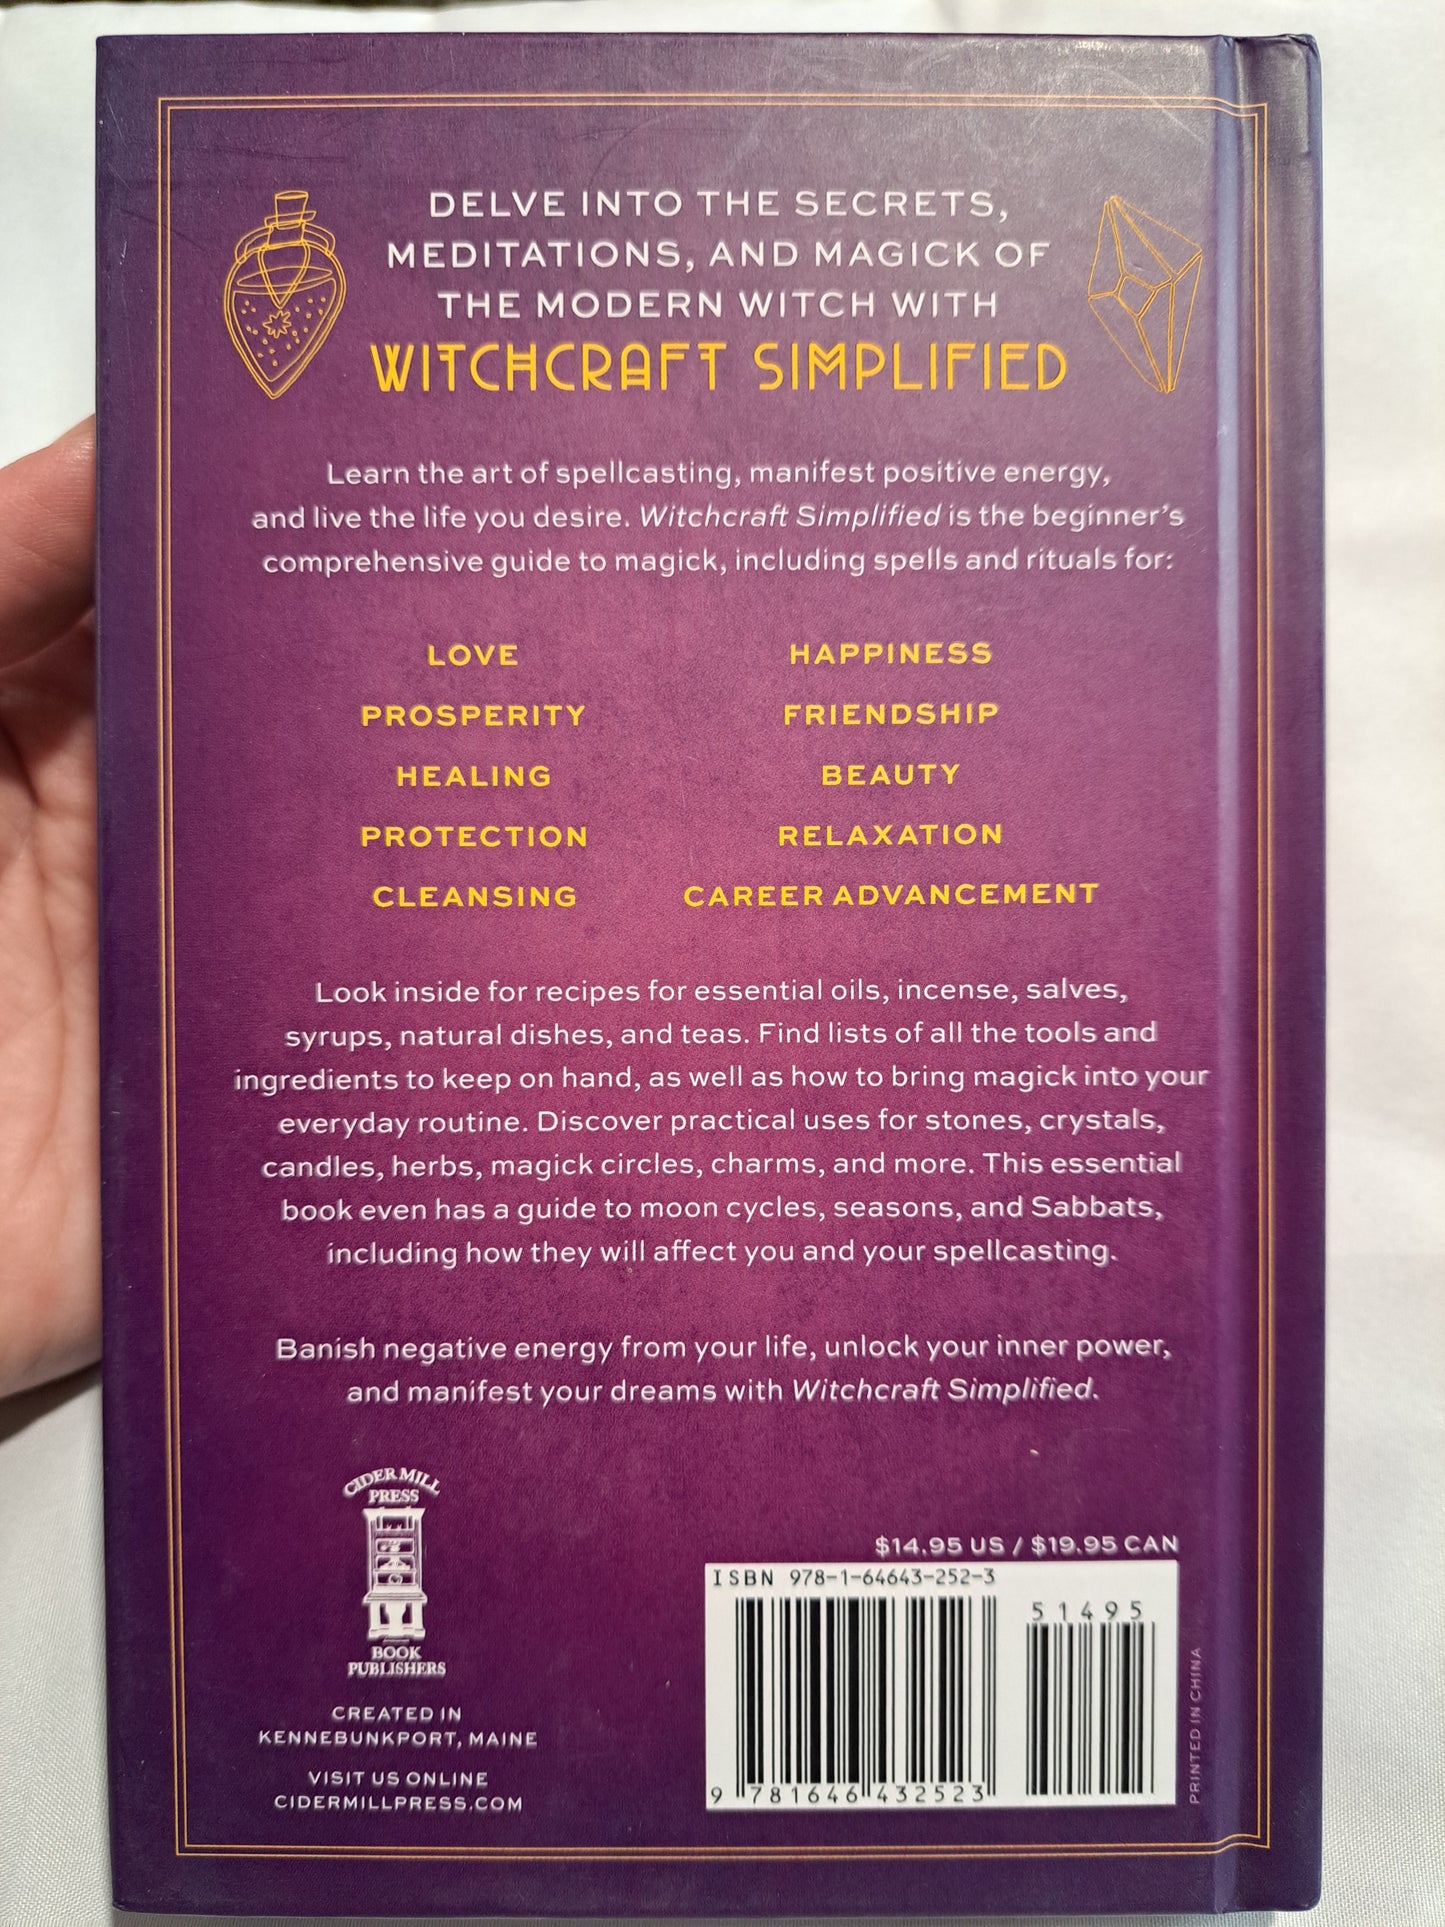 DELVE INTO THE SECRETS,
MEDITATIONS, AND MAGICK OF
THE MODERN WITCH WITH
WITCHCRAFT SIMPLIFIED
Learn the art of spellcasting, manifest positive energy,
and live the life you desire. Witchcraft Simplified is the beginner's
comprehensive guide to magick, including spells and rituals for:
LOVE
PROSPERITY
HEALING
PROTECTION
CLEANSING
HAPPINESS
FRIENDSHIP
BEAUTY
RELAXATION
CAREER ADVANCEMENT
Look inside for recipes for essential oils, incense, salves,
syrups, natural dishes, and teas. Find lists of all the tools and
ingredients to keep on hand, as well as how to bring magick into your
everyday routine. Discover practical uses for stones, crystals,
candles, herbs, magick circles, charms, and more. This essential
book even has a guide to moon cycles, seasons, and Sabbats,
including how they will affect you and your spellcasting.
Banish negative energy from your life, unlock your inner power,
and manifest your dreams with Witchcraft Simplified.
CIDER MILL
PRESS
BOOK
PUBLISHERS
CREATED IN
KENNEBUNKPORT, MAINE
VISIT US ONLINE
CIDERMILLPRESS.COM
$14.95 US / $19.95 CAN
ISBN 978-1-64643-252-3
51495
9 781646 432523
PRINTED IN CHINA